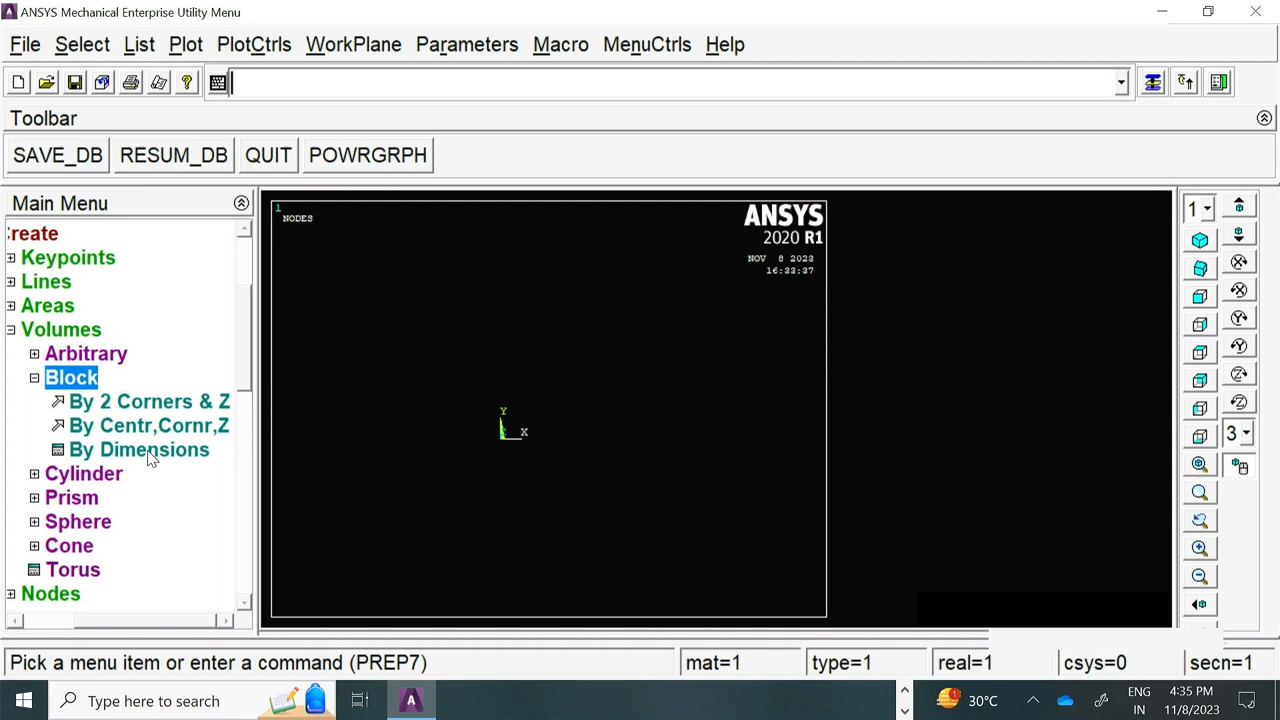 ANSYS Mechanical Enterprise Utility Menu
File Select List Plot PlotCtrls WorkPlane Parameters Macro MenuCtrls Help
Toolbar
SAVE_DB RESUM_DB QUIT POWRGRPH
Main Menu
Create
Keypoints
Lines
Areas
Volumes
Arbitrary
Block
By 2 Corners & Z
By Centr,Cornr,Z
By Dimensions
Cylinder
Prism
Sphere
Cone
Torus
Nodes
1
NODES
ANSYS
2020 R1
NOV 8 2023
16:33:37
Y
X
1
3
Pick a menu item or enter a command (PREP7) mat=1 type=1 real=1 csys=0 secn=1
Type here to search
1
30°C
ENG
IN
4:35 PM
11/8/2023